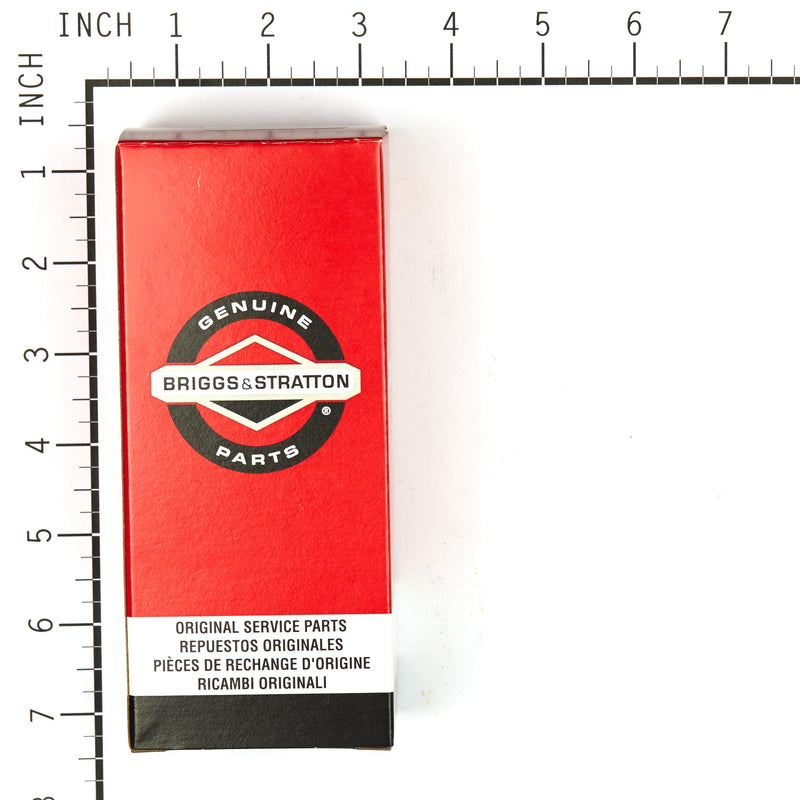 INCH 1 2 3 4 5 6 7
INCH
1
2
3
4
5
6
7
GENUINE
BRIGGS & STRATTON
®
PARTS
ORIGINAL SERVICE PARTS
REPUESTOS ORIGINALES
PIÈCES DE RECHANGE D'ORIGINE
RICAMBI ORIGINALI